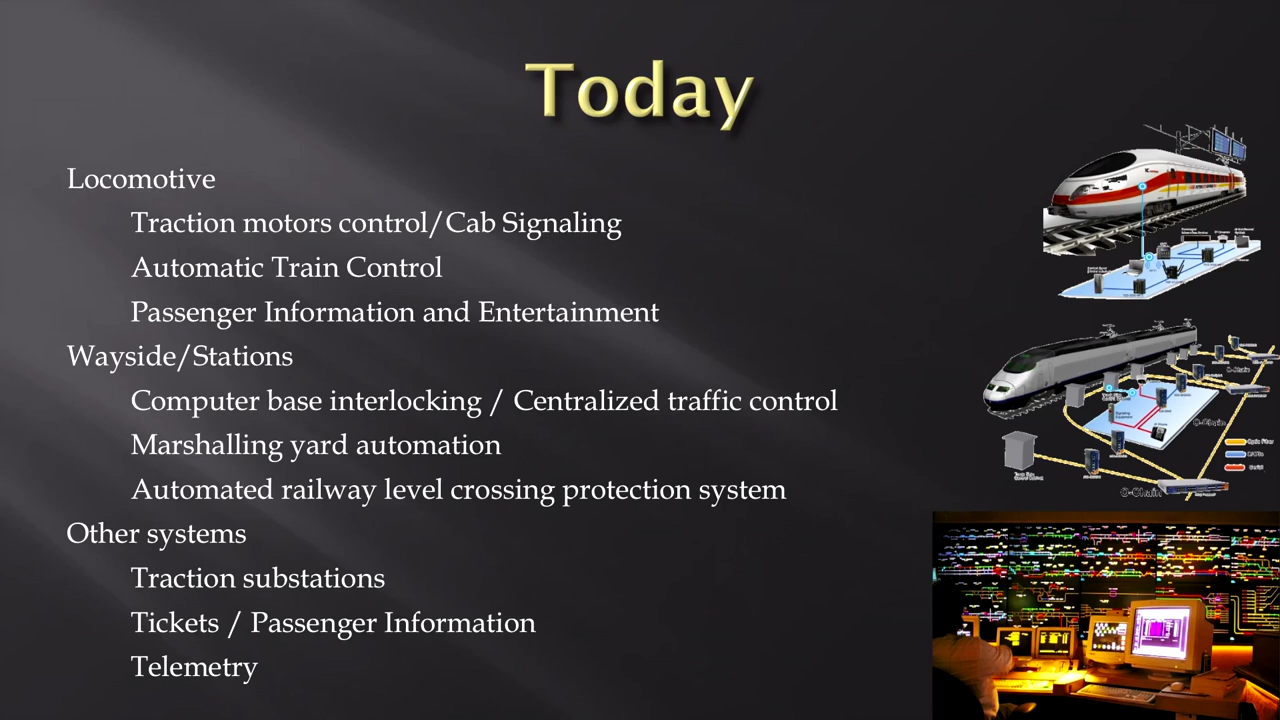 Today
Locomotive
Traction motors control/Cab Signaling
Automatic Train Control
Passenger Information and Entertainment
Wayside/Stations
Computer base interlocking / Centralized traffic control
Marshalling yard automation
Automated railway level crossing protection system
Other systems
Traction substations
Tickets / Passenger Information
Telemetry
O-Chain